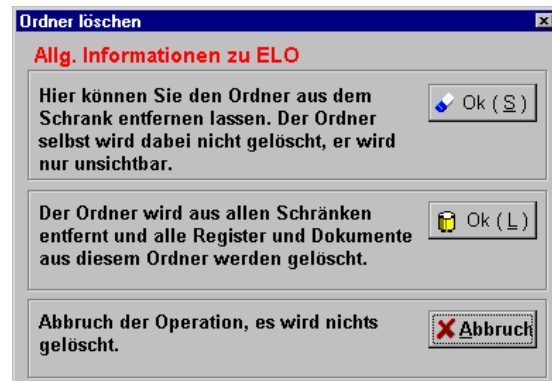 Ordner löschen
Allg. Informationen zu ELO
Hier können Sie den Ordner aus dem
Schrank entfernen lassen. Der Ordner
selbst wird dabei nicht gelöscht, er wird
nur unsichtbar.
Ok ( S )
Der Ordner wird aus allen Schränken
entfernt und alle Register und Dokumente
aus diesem Ordner werden gelöscht.
Ok ( L )
Abbruch der Operation, es wird nichts
gelöscht.
Abbruch